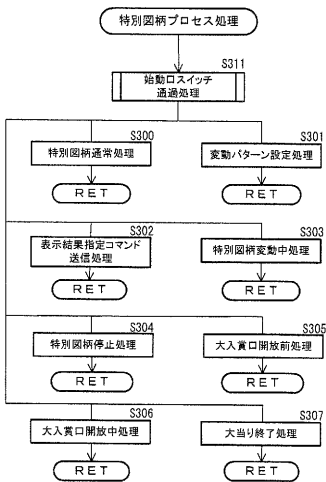 特別図柄プロセス処理
S311
始動口スイッチ
通過処理
S300
特別図柄通常処理
RET
S301
変動パターン設定処理
RET
S302
表示結果指定コマンド
送信処理
RET
S303
特別図柄変動中処理
RET
S304
特別図柄停止処理
RET
S305
大入賞口開放前処理
RET
S306
大入賞口開放中処理
RET
S307
大当り終了処理
RET